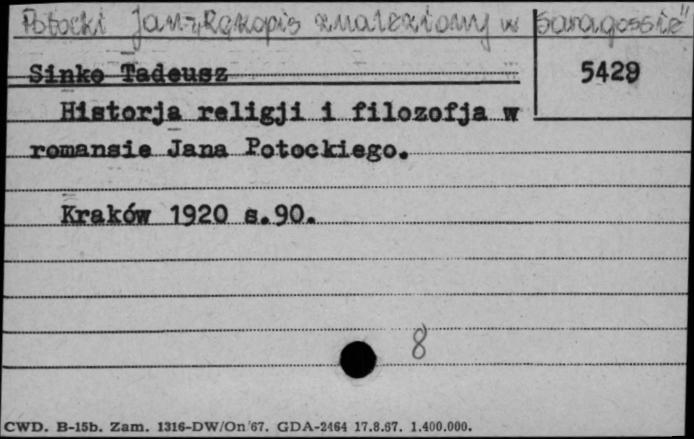 Potocki Jan - „Rękopis znaleziony w Saragossie"
Sinko Tadeusz
5429
Historja religji i filozofja w
romansie Jana Potockiego.
Kraków 1920 s.90.
8
CWD. B-15b. Zam. 1316-DW/On/67. GDA-2464 17.8.67. 1.400.000.